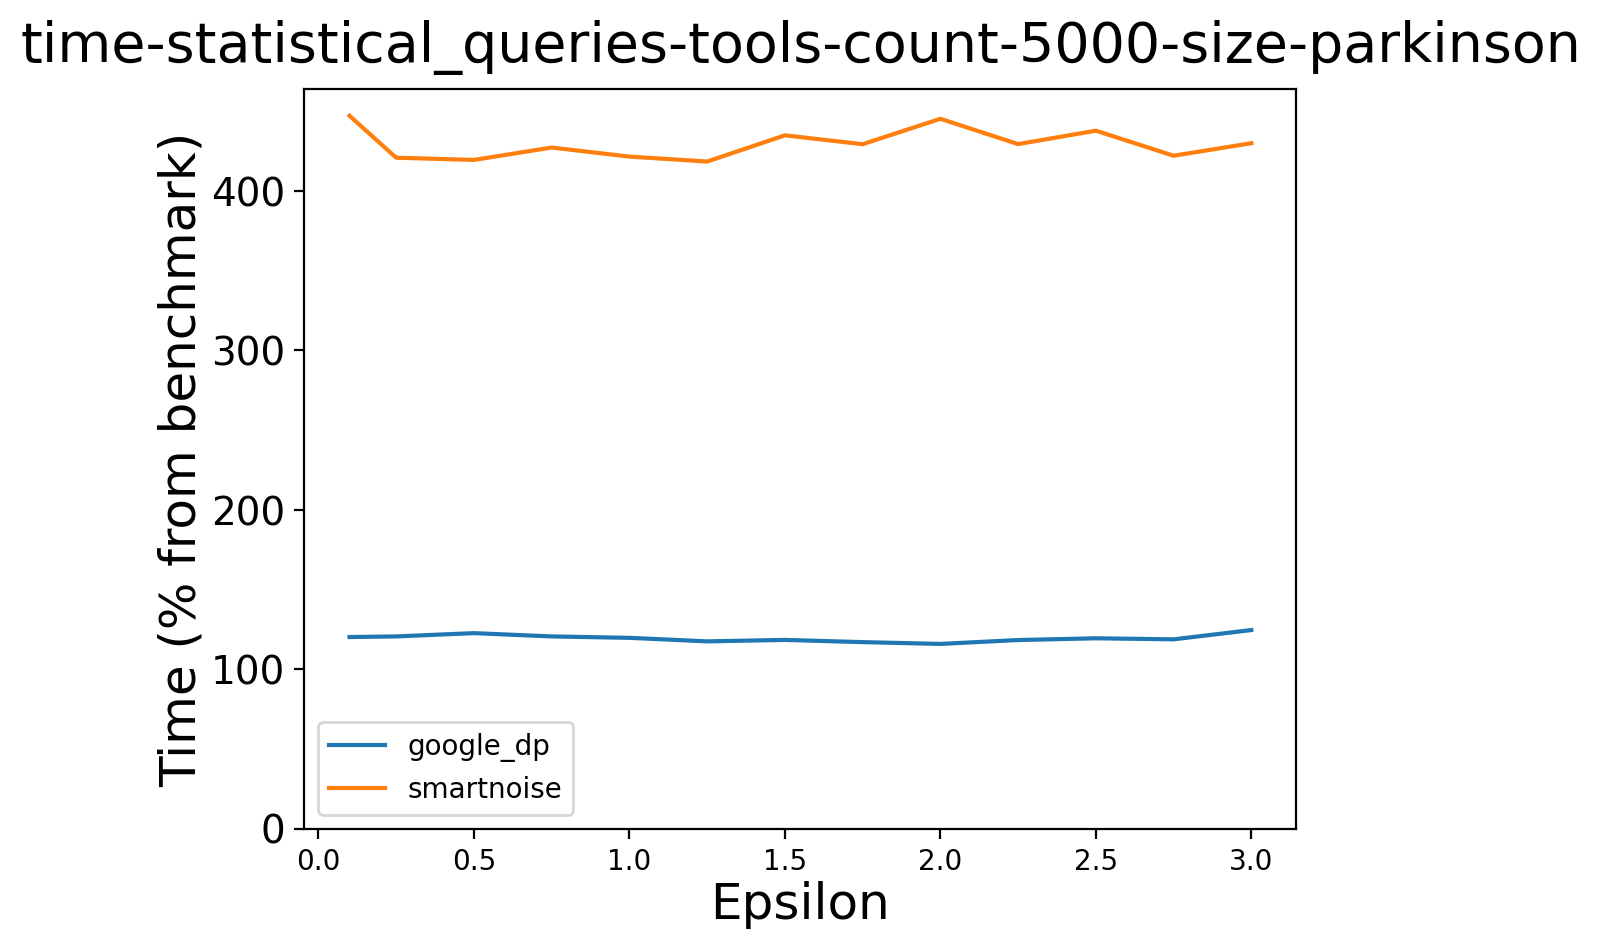 time-statistical_queries-tools-count-5000-size-parkinson
Time (% from benchmark)
400
300
200
100
0
google_dp
smartnoise
0.0 0.5 1.0 1.5 2.0 2.5 3.0
Epsilon